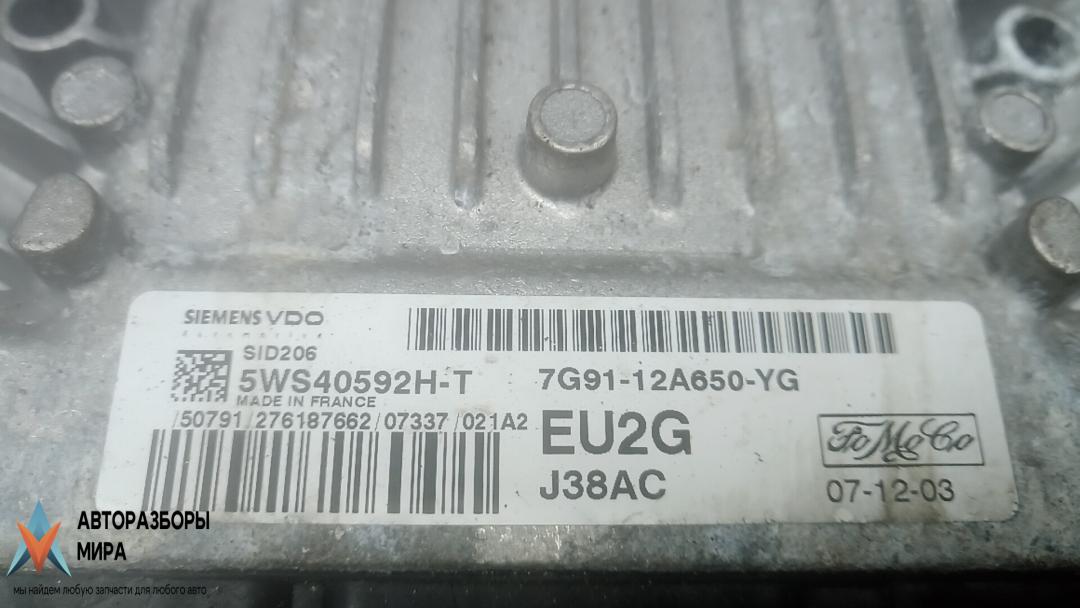 SIEMENS VDO
Automotive
SID206
5WS40592H-T
MADE IN FRANCE
/50791/276187662/07337/021A2
7G91-12A650-YG
EU2G
J38AC
FoMoCo
07-12-03
АВТОРАЗБОРЫ
МИРА
мы найдем любую запчасти для любого авто